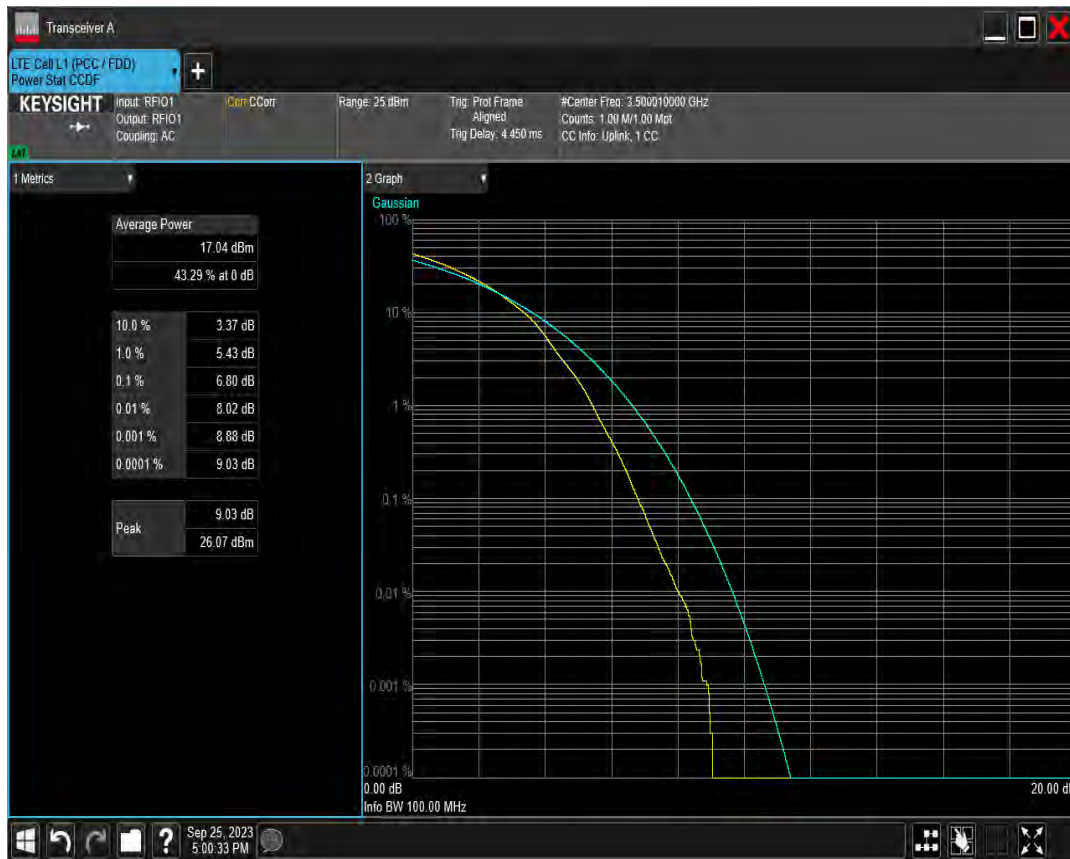 Transceiver A
LTE Cell L1 (PCC / FDD)
Power Stat CCDF
KEYSIGHT
Input: RFIO1
Output: RFIO1
Coupling: AC
Corr CCorr
Range: 25 dBm
Trig: Prot Frame
Aligned
Trig Delay: 4.450 ms
#Center Freq: 3.500010000 GHz
Counts: 1.00 M/1.00 Mpt
CC Info: Uplink, 1 CC
1 Metrics
Average Power
17.04 dBm
43.29 % at 0 dB
10.0 % 3.37 dB
1.0 % 5.43 dB
0.1 % 6.80 dB
0.01 % 8.02 dB
0.001 % 8.88 dB
0.0001 % 9.03 dB
Peak
9.03 dB
26.07 dBm
2 Graph
Gaussian
100 %
10 %
1 %
0.1 %
0.01 %
0.001 %
0.0001 %
0.00 dB
20.00 d
Info BW 100.00 MHz
?
Sep 25, 2023
5:00:33 PM